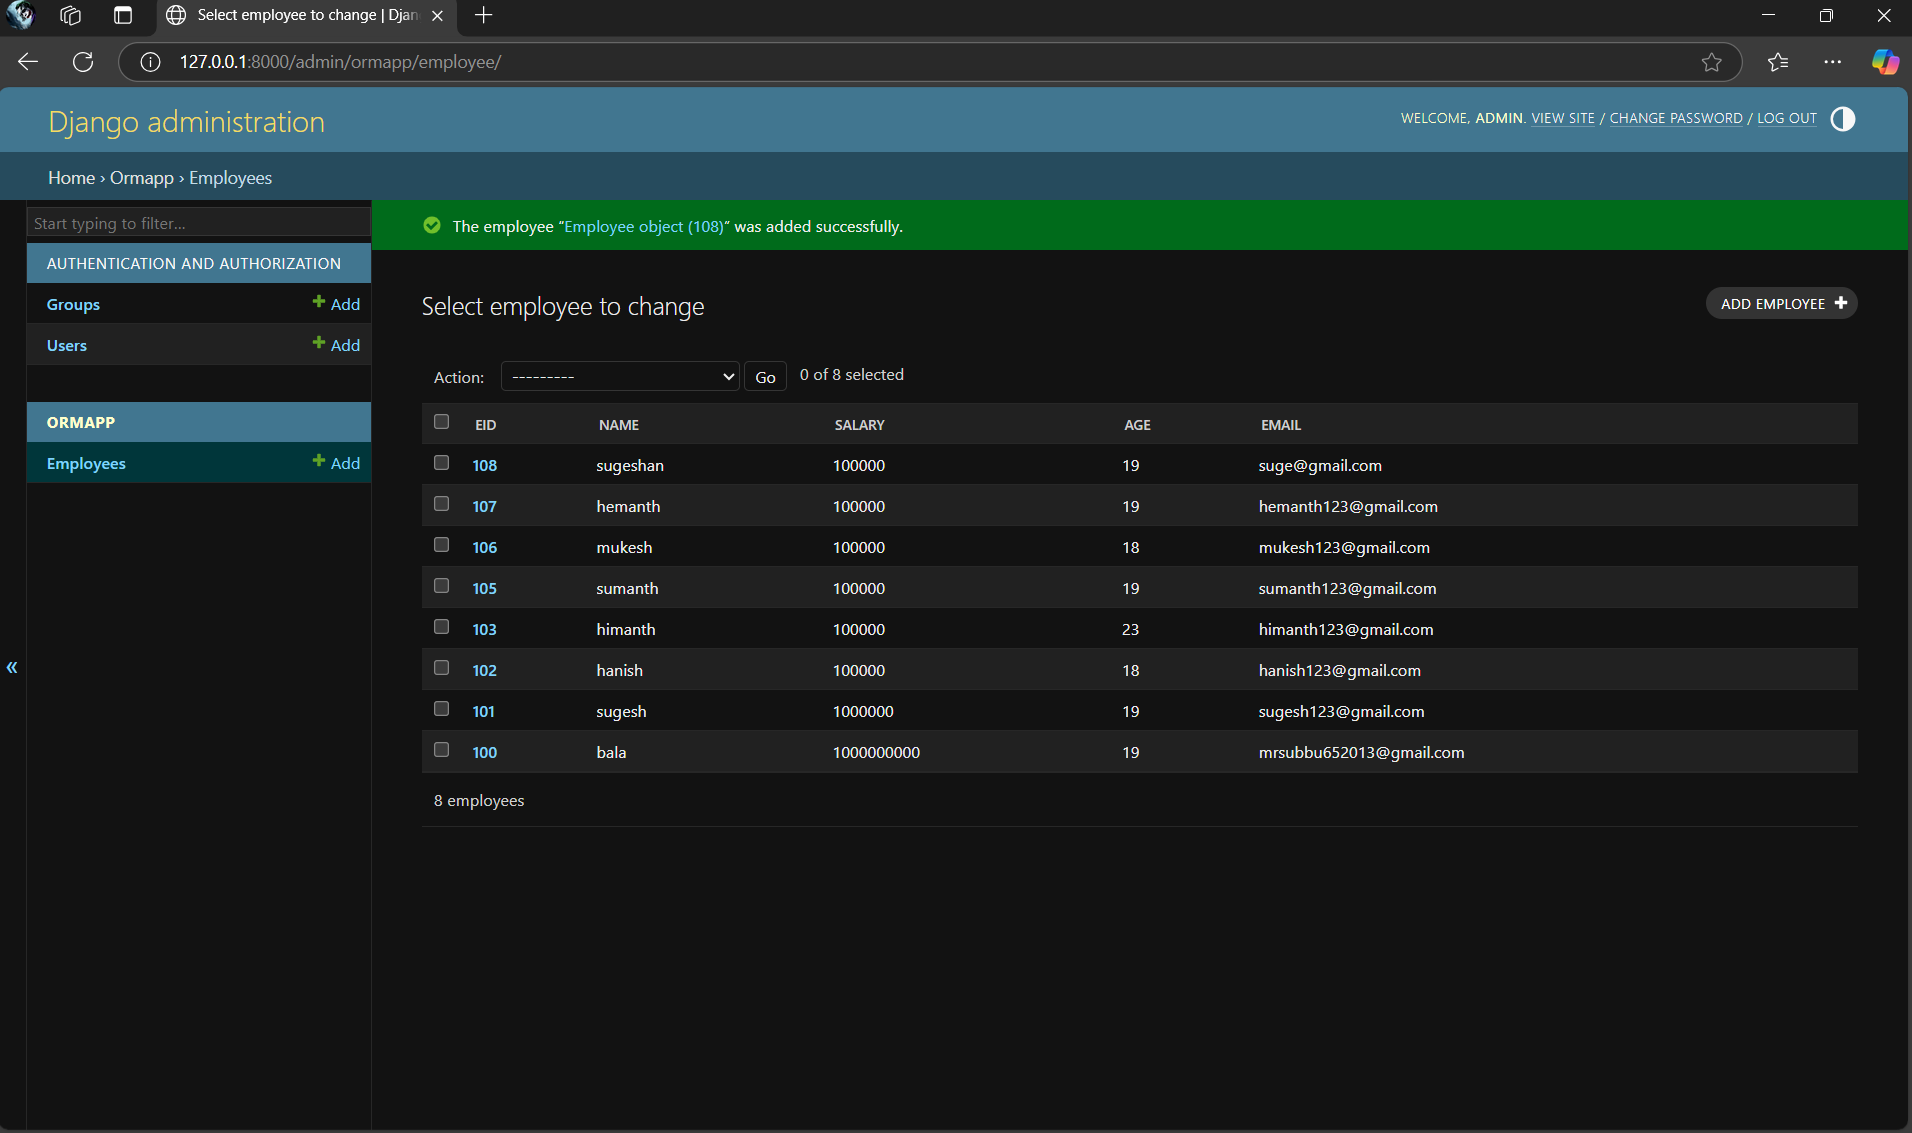 Select employee to change | Djan
127.0.0.1:8000/admin/ormapp/employee/
Django administration
WELCOME, ADMIN. VIEW SITE / CHANGE PASSWORD / LOG OUT
Home › Ormapp › Employees
Start typing to filter...
AUTHENTICATION AND AUTHORIZATION
Groups + Add
Users + Add
ORMAPP
Employees + Add
«
The employee “Employee object (108)” was added successfully.
Select employee to change
ADD EMPLOYEE +
Action: --------- Go 0 of 8 selected
EID NAME SALARY AGE EMAIL
108 sugeshan 100000 19 suge@gmail.com
107 hemanth 100000 19 hemanth123@gmail.com
106 mukesh 100000 18 mukesh123@gmail.com
105 sumanth 100000 19 sumanth123@gmail.com
103 himanth 100000 23 himanth123@gmail.com
102 hanish 100000 18 hanish123@gmail.com
101 sugesh 1000000 19 sugesh123@gmail.com
100 bala 1000000000 19 mrsubbu652013@gmail.com
8 employees